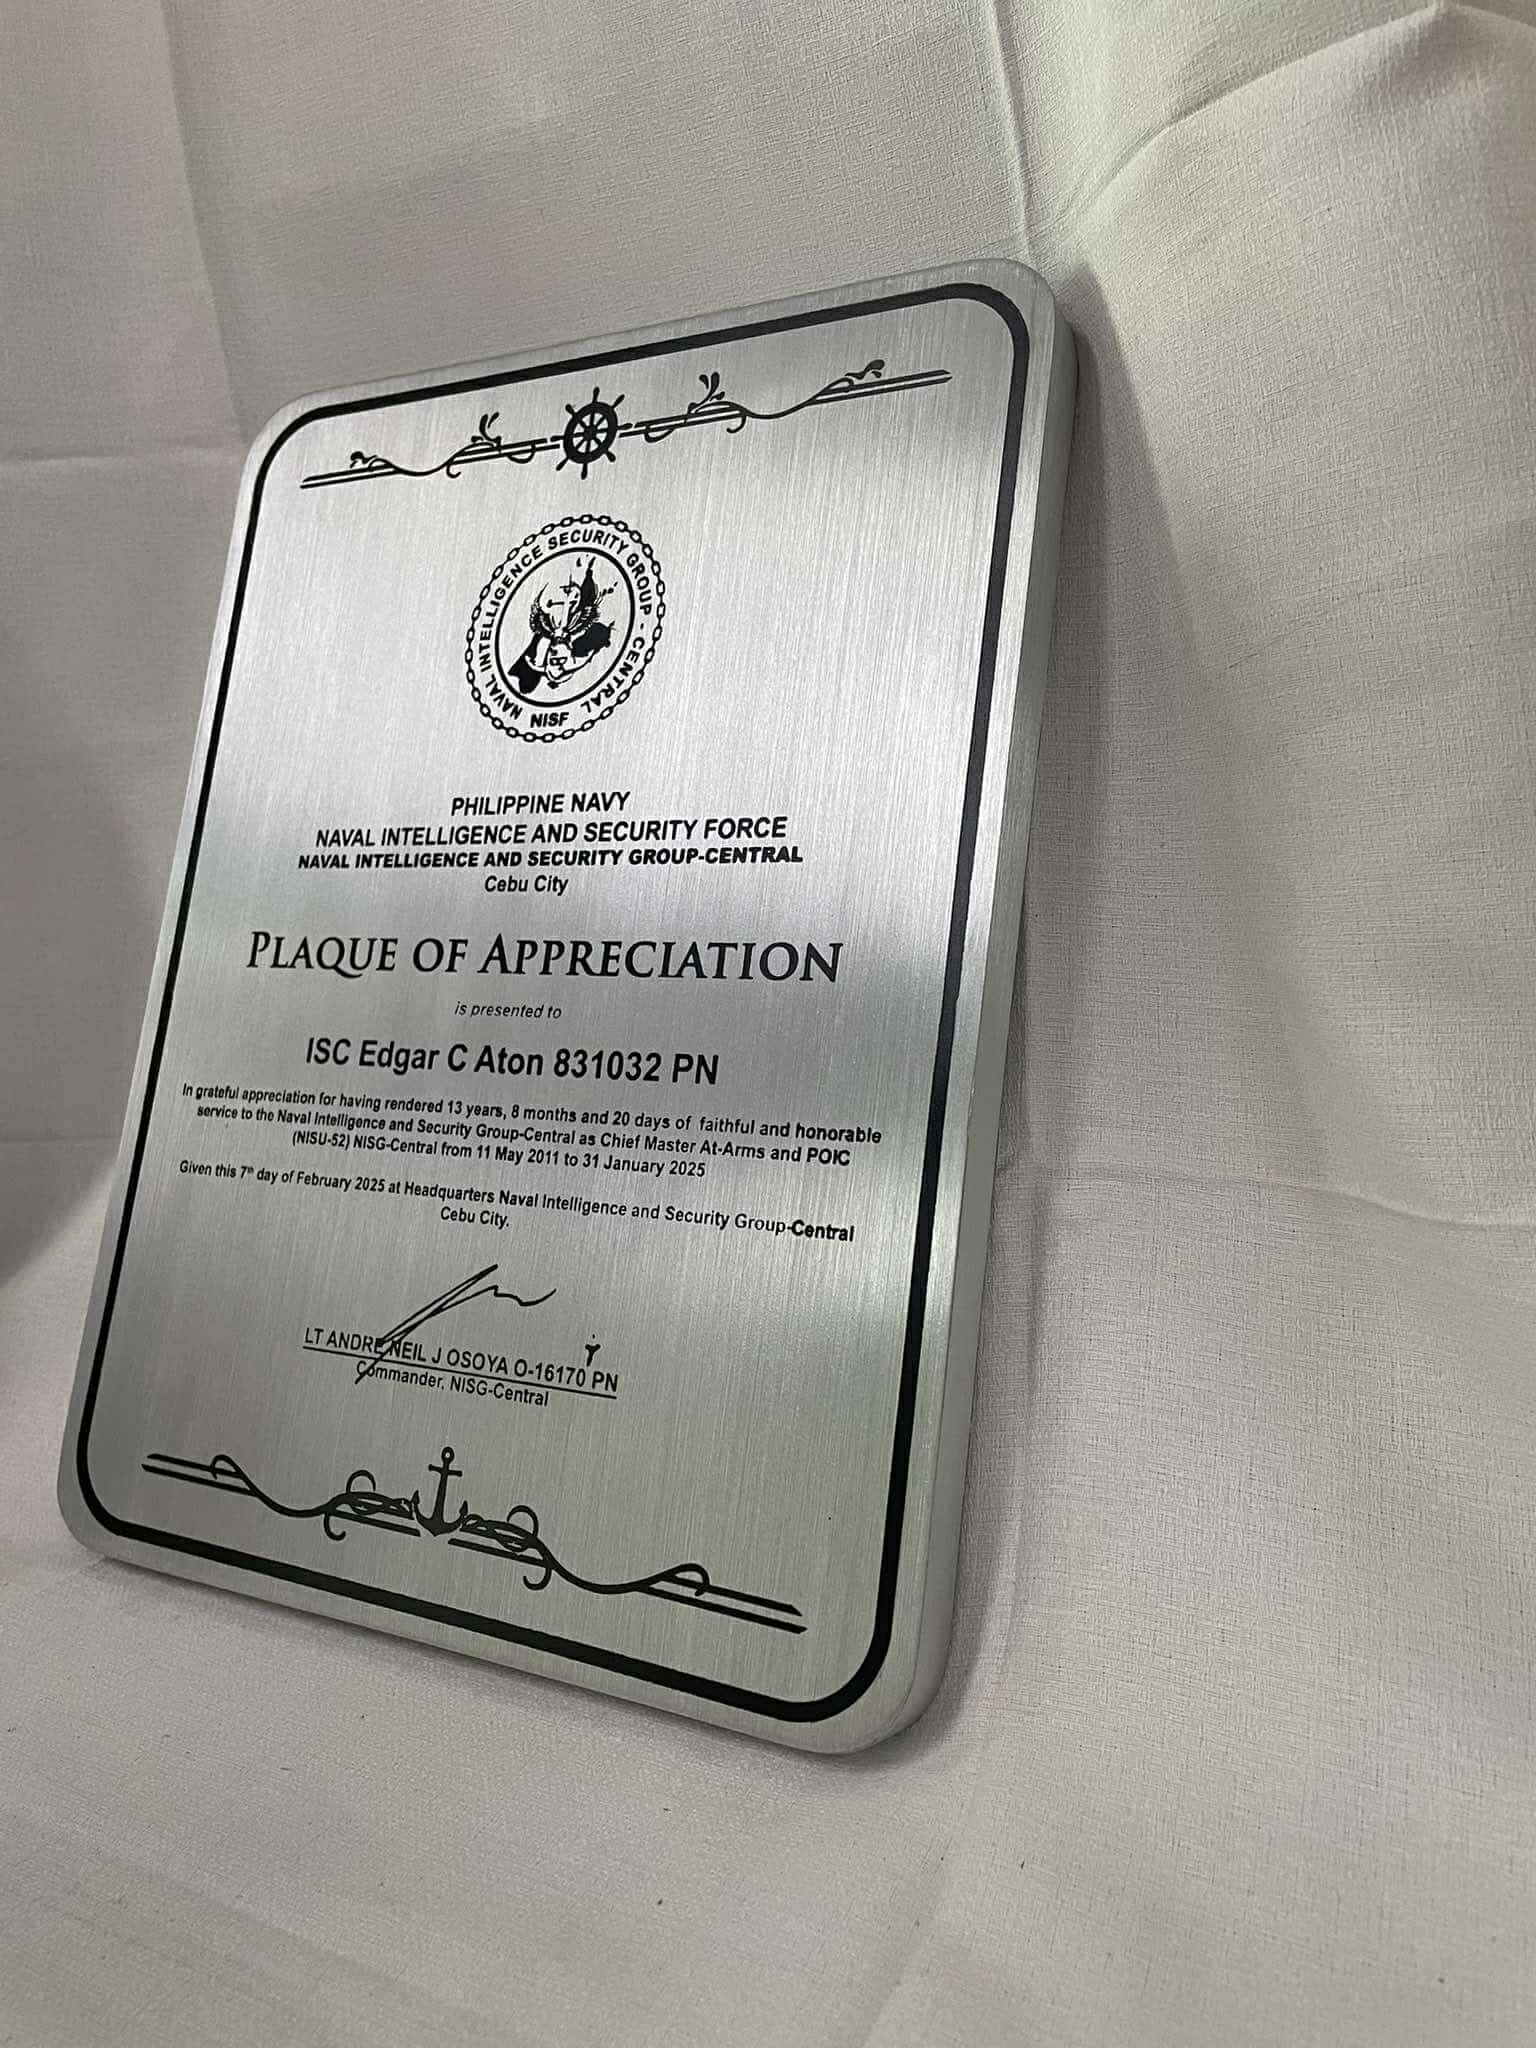 NAVAL INTELLIGENCE SECURITY GROUP - CENTRAL
NISF
PHILIPPINE NAVY
NAVAL INTELLIGENCE AND SECURITY FORCE
NAVAL INTELLIGENCE AND SECURITY GROUP-CENTRAL
Cebu City
PLAQUE OF APPRECIATION
is presented to
ISC Edgar C Aton 831032 PN
In grateful appreciation for having rendered 13 years, 8 months and 20 days of faithful and honorable
service to the Naval Intelligence and Security Group-Central as Chief Master At-Arms and POIC
(NISU-52) NISG-Central from 11 May 2011 to 31 January 2025
Given this 7th day of February 2025 at Headquarters Naval Intelligence and Security Group-Central
Cebu City.
LT ANDRE NEIL J OSOYA O-16170 PN
Commander, NISG-Central